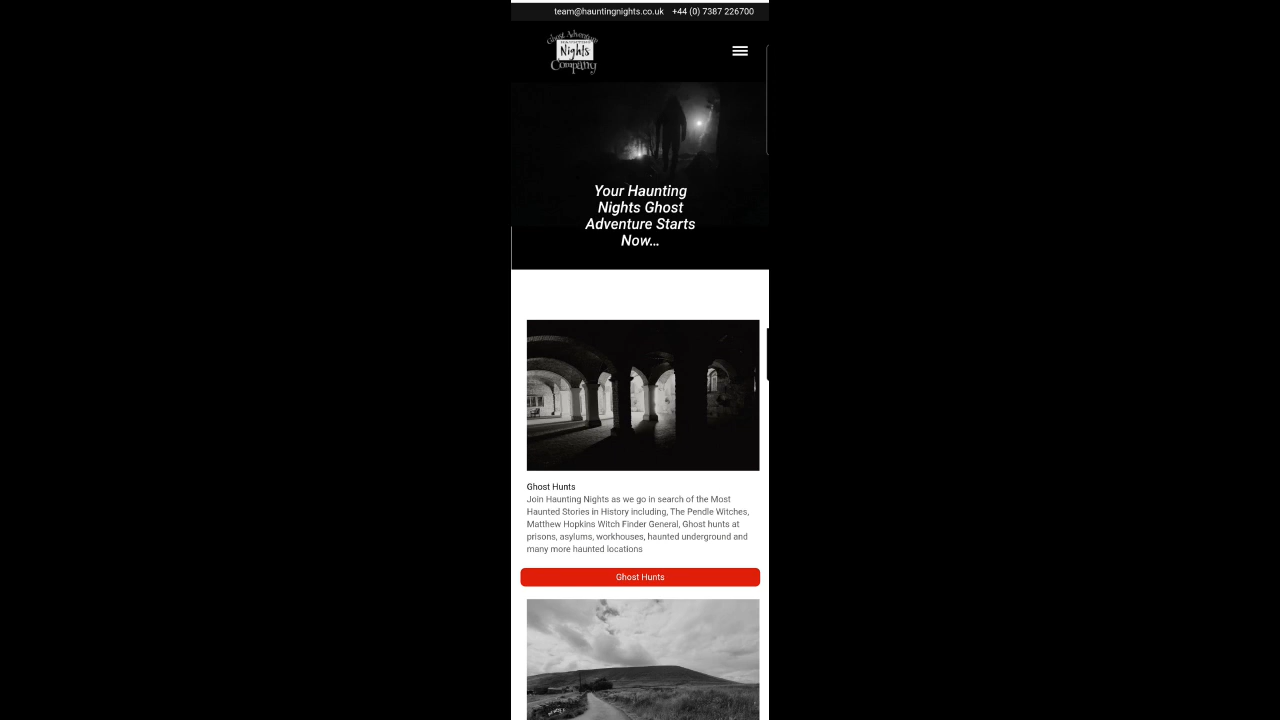 team@hauntingnights.co.uk +44 (0) 7387 226700
Ghost Adventure
HAUNTING
Nights
Company
Your Haunting
Nights Ghost
Adventure Starts
Now...
Ghost Hunts
Join Haunting Nights as we go in search of the Most
Haunted Stories in History including, The Pendle Witches,
Matthew Hopkins Witch Finder General, Ghost hunts at
prisons, asylums, workhouses, haunted underground and
many more haunted locations
Ghost Hunts